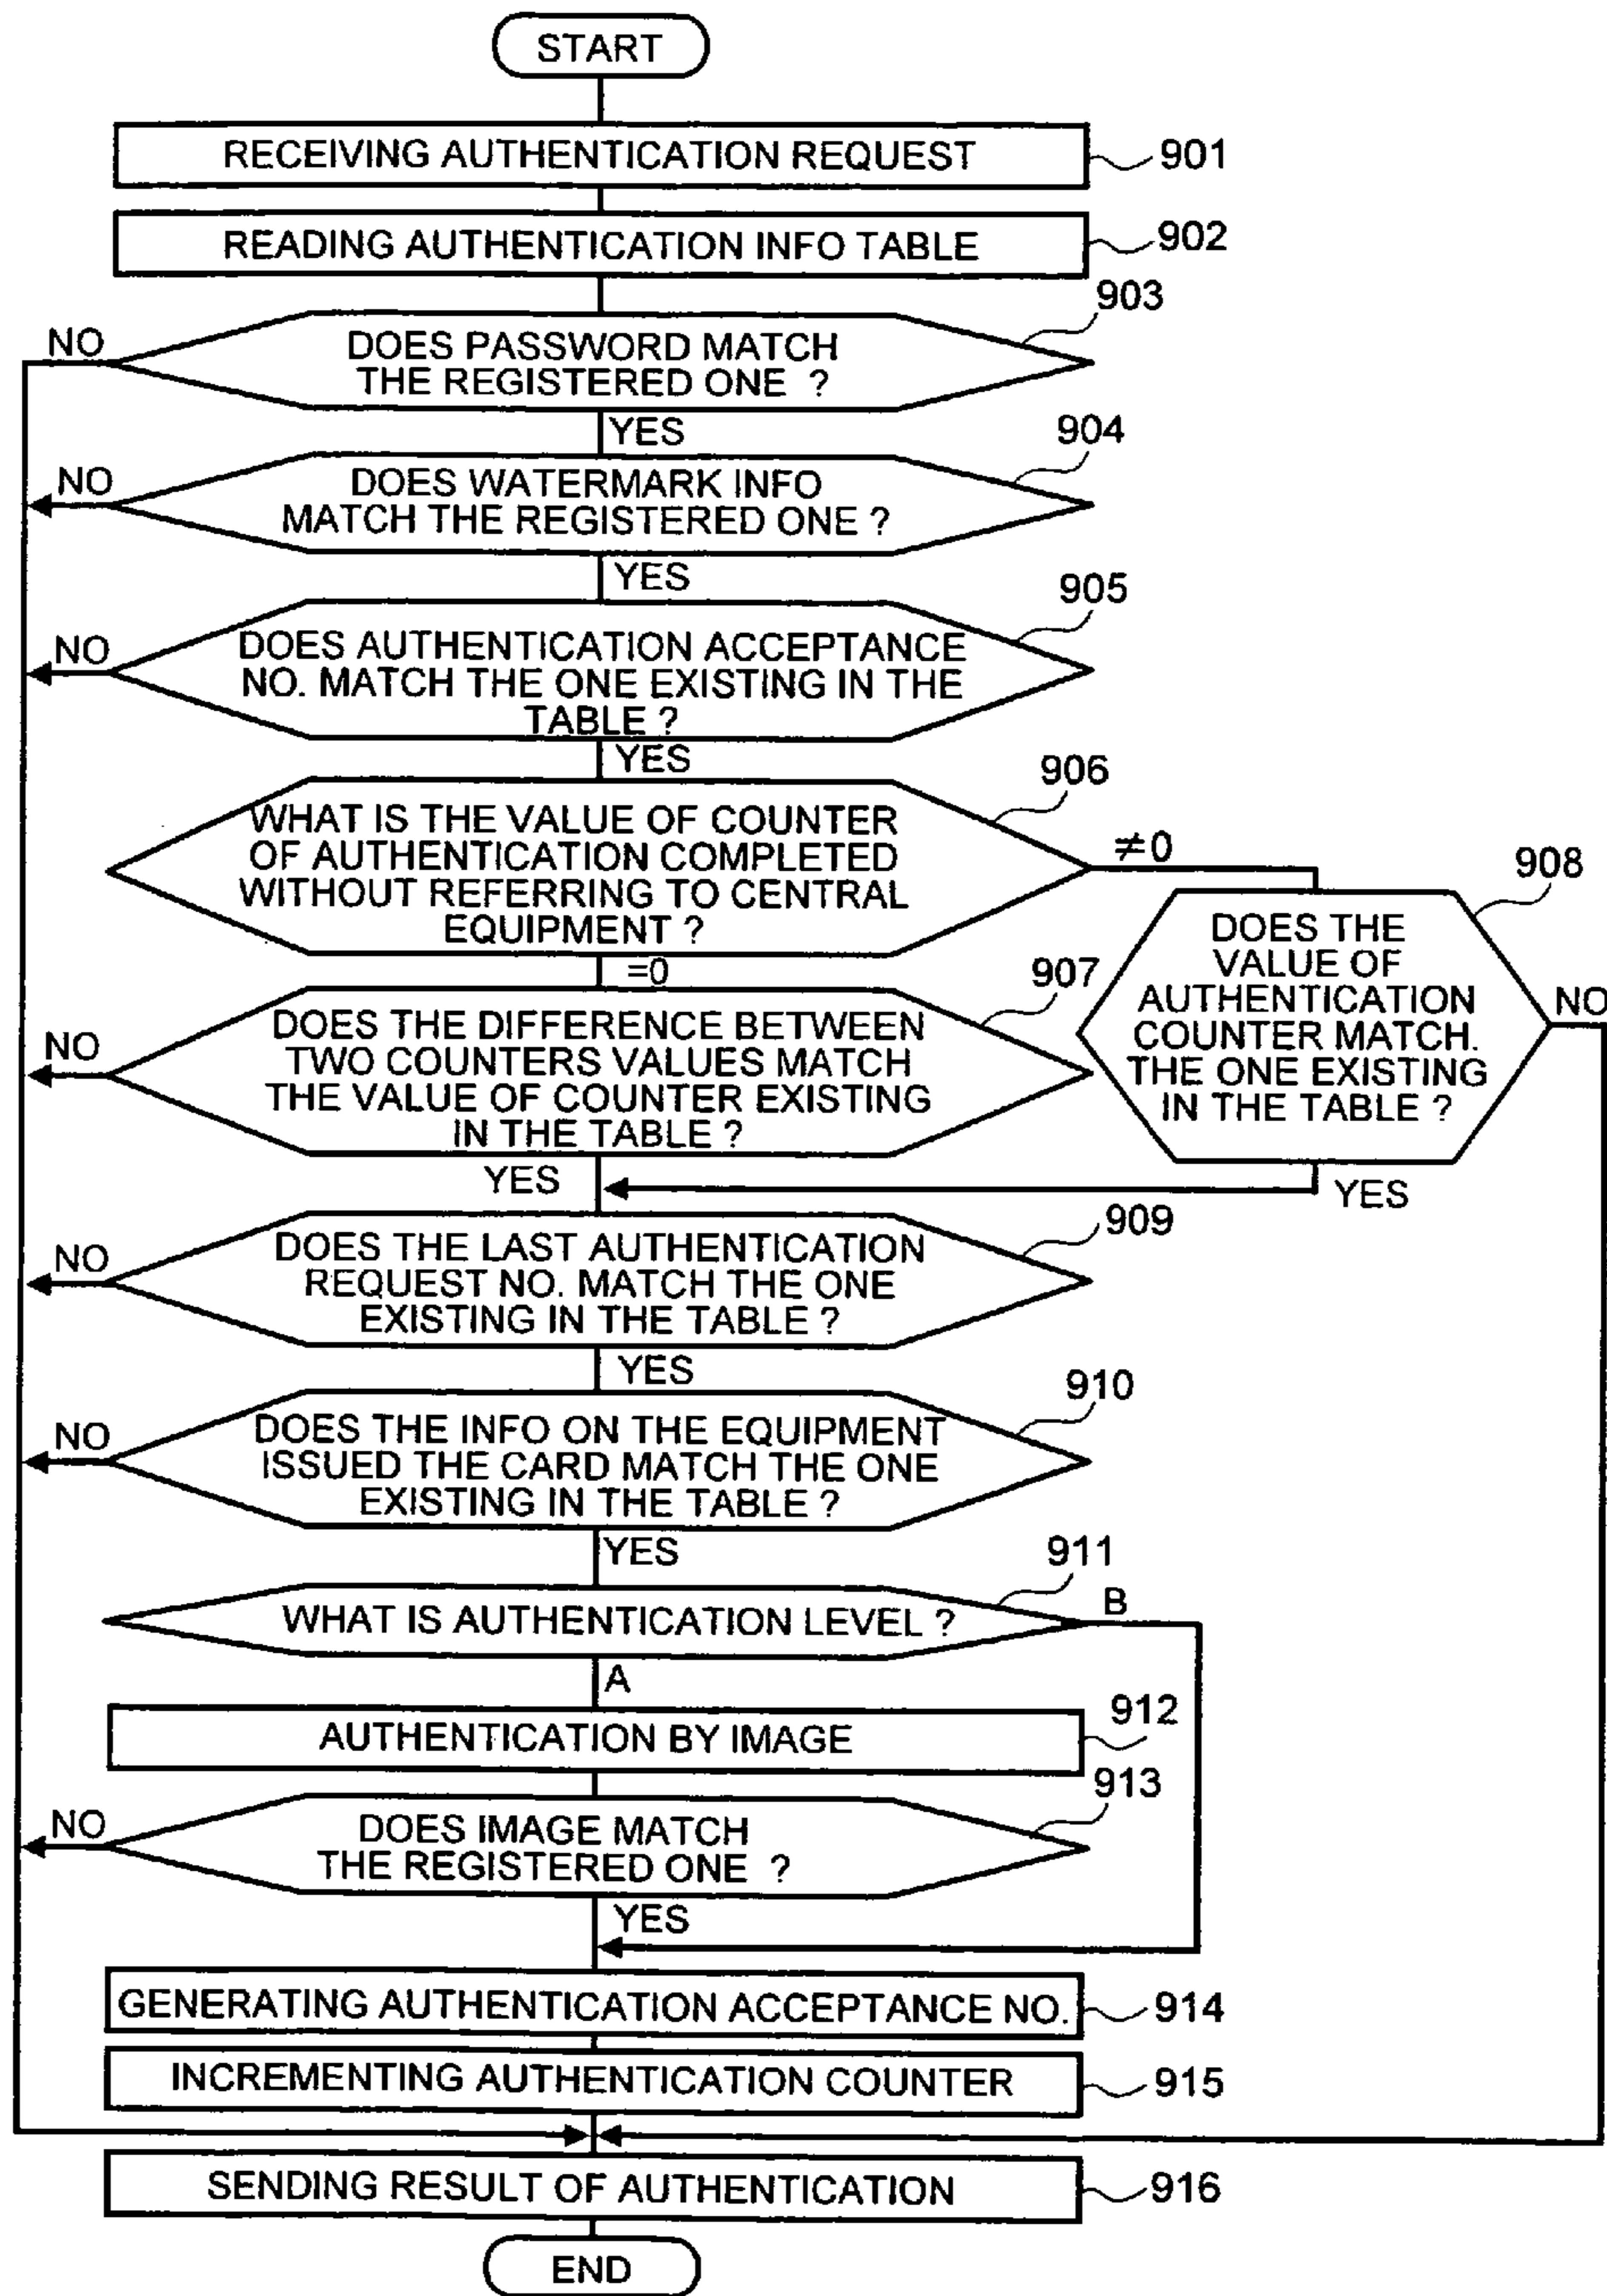 START
RECEIVING AUTHENTICATION REQUEST
901
READING AUTHENTICATION INFO TABLE
902
903
NO
DOES PASSWORD MATCH
THE REGISTERED ONE ?
YES
904
NO
DOES WATERMARK INFO
MATCH THE REGISTERED ONE ?
YES
905
NO
DOES AUTHENTICATION ACCEPTANCE
NO. MATCH THE ONE EXISTING IN THE
TABLE ?
YES
906
WHAT IS THE VALUE OF COUNTER
OF AUTHENTICATION COMPLETED
WITHOUT REFERRING TO CENTRAL
EQUIPMENT ?
≠0
=0
908
DOES THE
VALUE OF
AUTHENTICATION
COUNTER MATCH.
THE ONE EXISTING
IN THE TABLE ?
NO
YES
907
NO
DOES THE DIFFERENCE BETWEEN
TWO COUNTERS VALUES MATCH
THE VALUE OF COUNTER EXISTING
IN THE TABLE ?
YES
909
NO
DOES THE LAST AUTHENTICATION
REQUEST NO. MATCH THE ONE
EXISTING IN THE TABLE ?
YES
910
NO
DOES THE INFO ON THE EQUIPMENT
ISSUED THE CARD MATCH THE ONE
EXISTING IN THE TABLE ?
YES
911
WHAT IS AUTHENTICATION LEVEL ?
B
A
912
AUTHENTICATION BY IMAGE
913
NO
DOES IMAGE MATCH
THE REGISTERED ONE ?
YES
GENERATING AUTHENTICATION ACCEPTANCE NO.
914
INCREMENTING AUTHENTICATION COUNTER
915
SENDING RESULT OF AUTHENTICATION
916
END